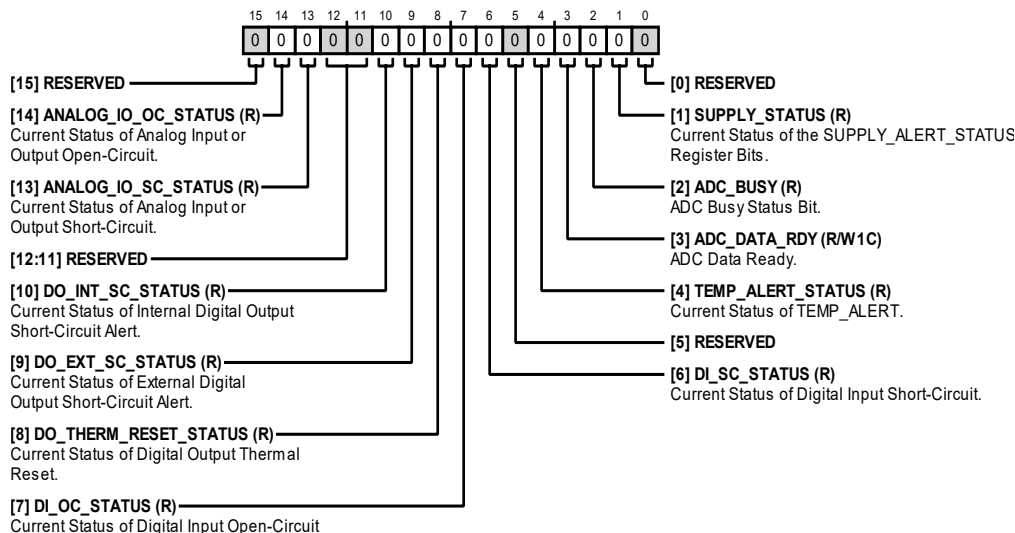 15 14 13 12 11 10 9 8 7 6 5 4 3 2 1 0
0 0 0 0 0 0 0 0 0 0 0 0 0 0 0 0
[15] RESERVED
[14] ANALOG_IO_OC_STATUS (R)
Current Status of Analog Input or
Output Open-Circuit.
[13] ANALOG_IO_SC_STATUS (R)
Current Status of Analog Input or
Output Short-Circuit.
[12:11] RESERVED
[10] DO_INT_SC_STATUS (R)
Current Status of Internal Digital Output
Short-Circuit Alert.
[9] DO_EXT_SC_STATUS (R)
Current Status of External Digital
Output Short-Circuit Alert.
[8] DO_THERM_RESET_STATUS (R)
Current Status of Digital Output Thermal
Reset.
[7] DI_OC_STATUS (R)
Current Status of Digital Input Open-Circuit
[0] RESERVED
[1] SUPPLY_STATUS (R)
Current Status of the SUPPLY_ALERT_STATUS
Register Bits.
[2] ADC_BUSY (R)
ADC Busy Status Bit.
[3] ADC_DATA_RDY (R/W1C)
ADC Data Ready.
[4] TEMP_ALERT_STATUS (R)
Current Status of TEMP_ALERT.
[5] RESERVED
[6] DI_SC_STATUS (R)
Current Status of Digital Input Short-Circuit.